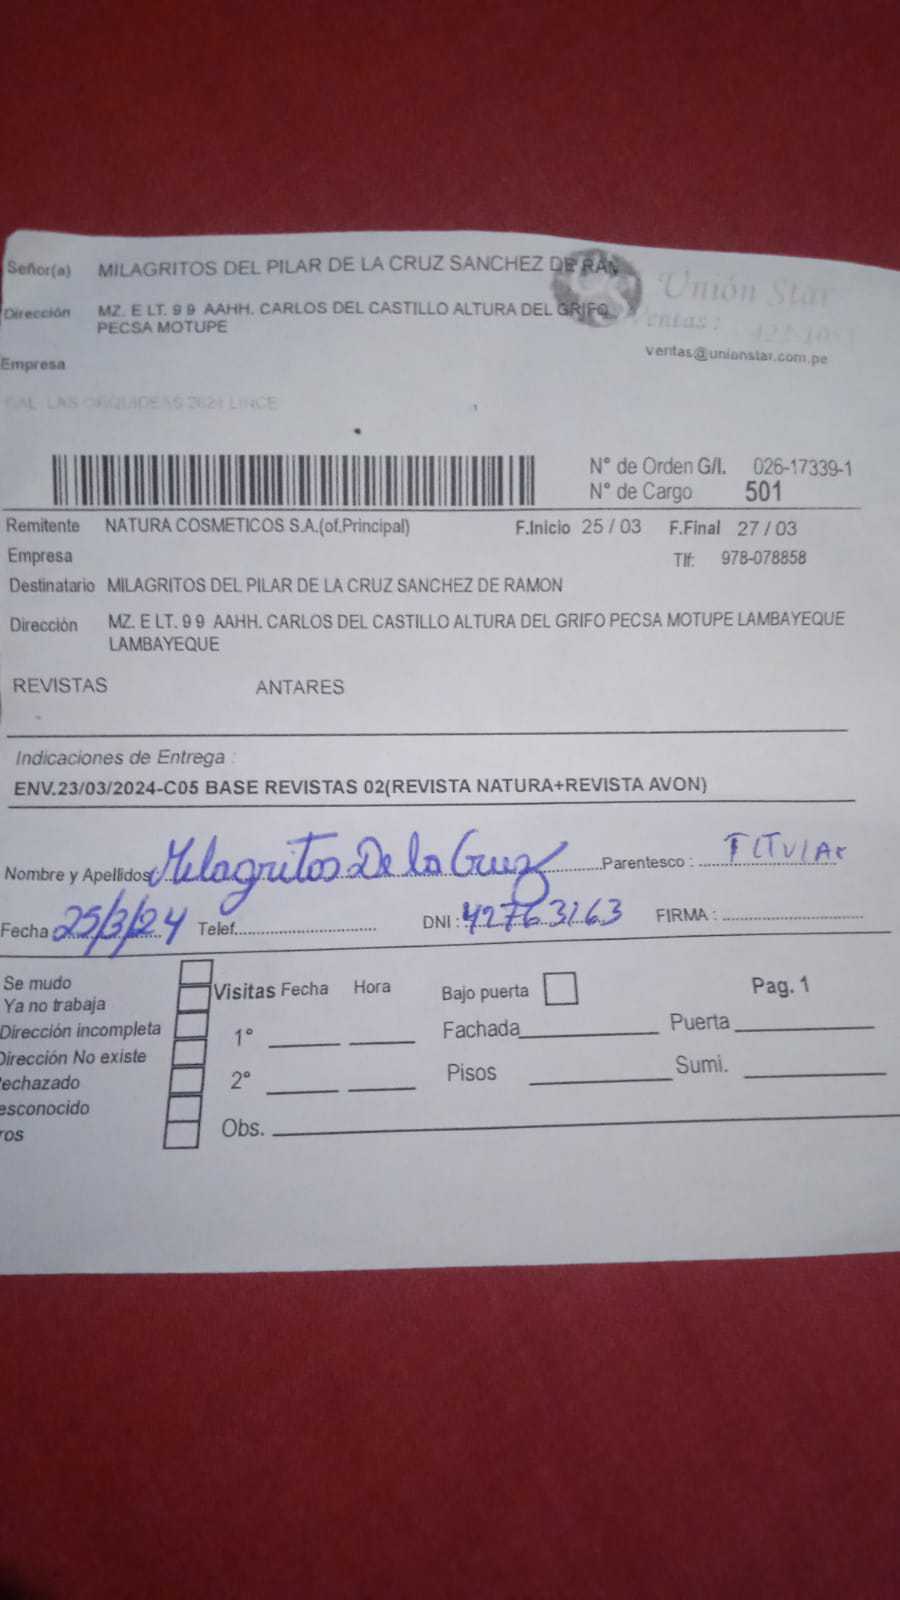 Señor(a) MILAGRITOS DEL PILAR DE LA CRUZ SANCHEZ DE RAM
Unión Star
Dirección MZ. E LT. 9 9 AAHH. CARLOS DEL CASTILLO ALTURA DEL GRIFO
Ventas :
PECSA MOTUPE
ventas@unionstar.com.pe
Empresa
CAL. LAS ORQUIDEAS 2621 LINCE
N° de Orden G/I. 026-17339-1
N° de Cargo 501
Remitente NATURA COSMETICOS S.A.(of.Principal) F.Inicio 25 / 03 F.Final 27 / 03
Empresa Tlf: 978-078858
Destinatario MILAGRITOS DEL PILAR DE LA CRUZ SANCHEZ DE RAMON
Dirección MZ. E LT. 9 9 AAHH. CARLOS DEL CASTILLO ALTURA DEL GRIFO PECSA MOTUPE LAMBAYEQUE
LAMBAYEQUE
REVISTAS ANTARES
Indicaciones de Entrega :
ENV.23/03/2024-C05 BASE REVISTAS 02(REVISTA NATURA+REVISTA AVON)
Nombre y Apellidos Milagritos De la Cruz Parentesco : TITULAR
Fecha 25/3/24 Telef. DNI : 42763163 FIRMA :
Se mudo
Ya no trabaja
Dirección incompleta
Dirección No existe
echazado
esconocido
ros
Visitas Fecha Hora Bajo puerta Pag. 1
1° Fachada Puerta
2° Pisos Sumi.
Obs.